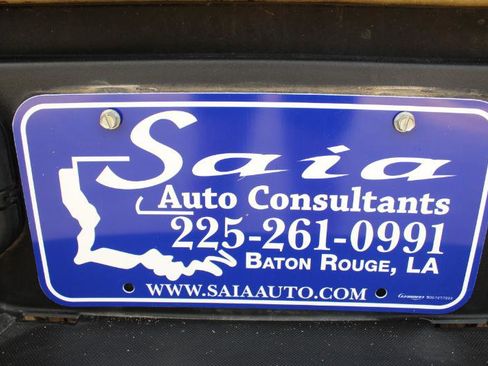 Saia
Auto Consultants
225-261-0991
BATON ROUGE, LA
WWW.SAIAAUTO.COM